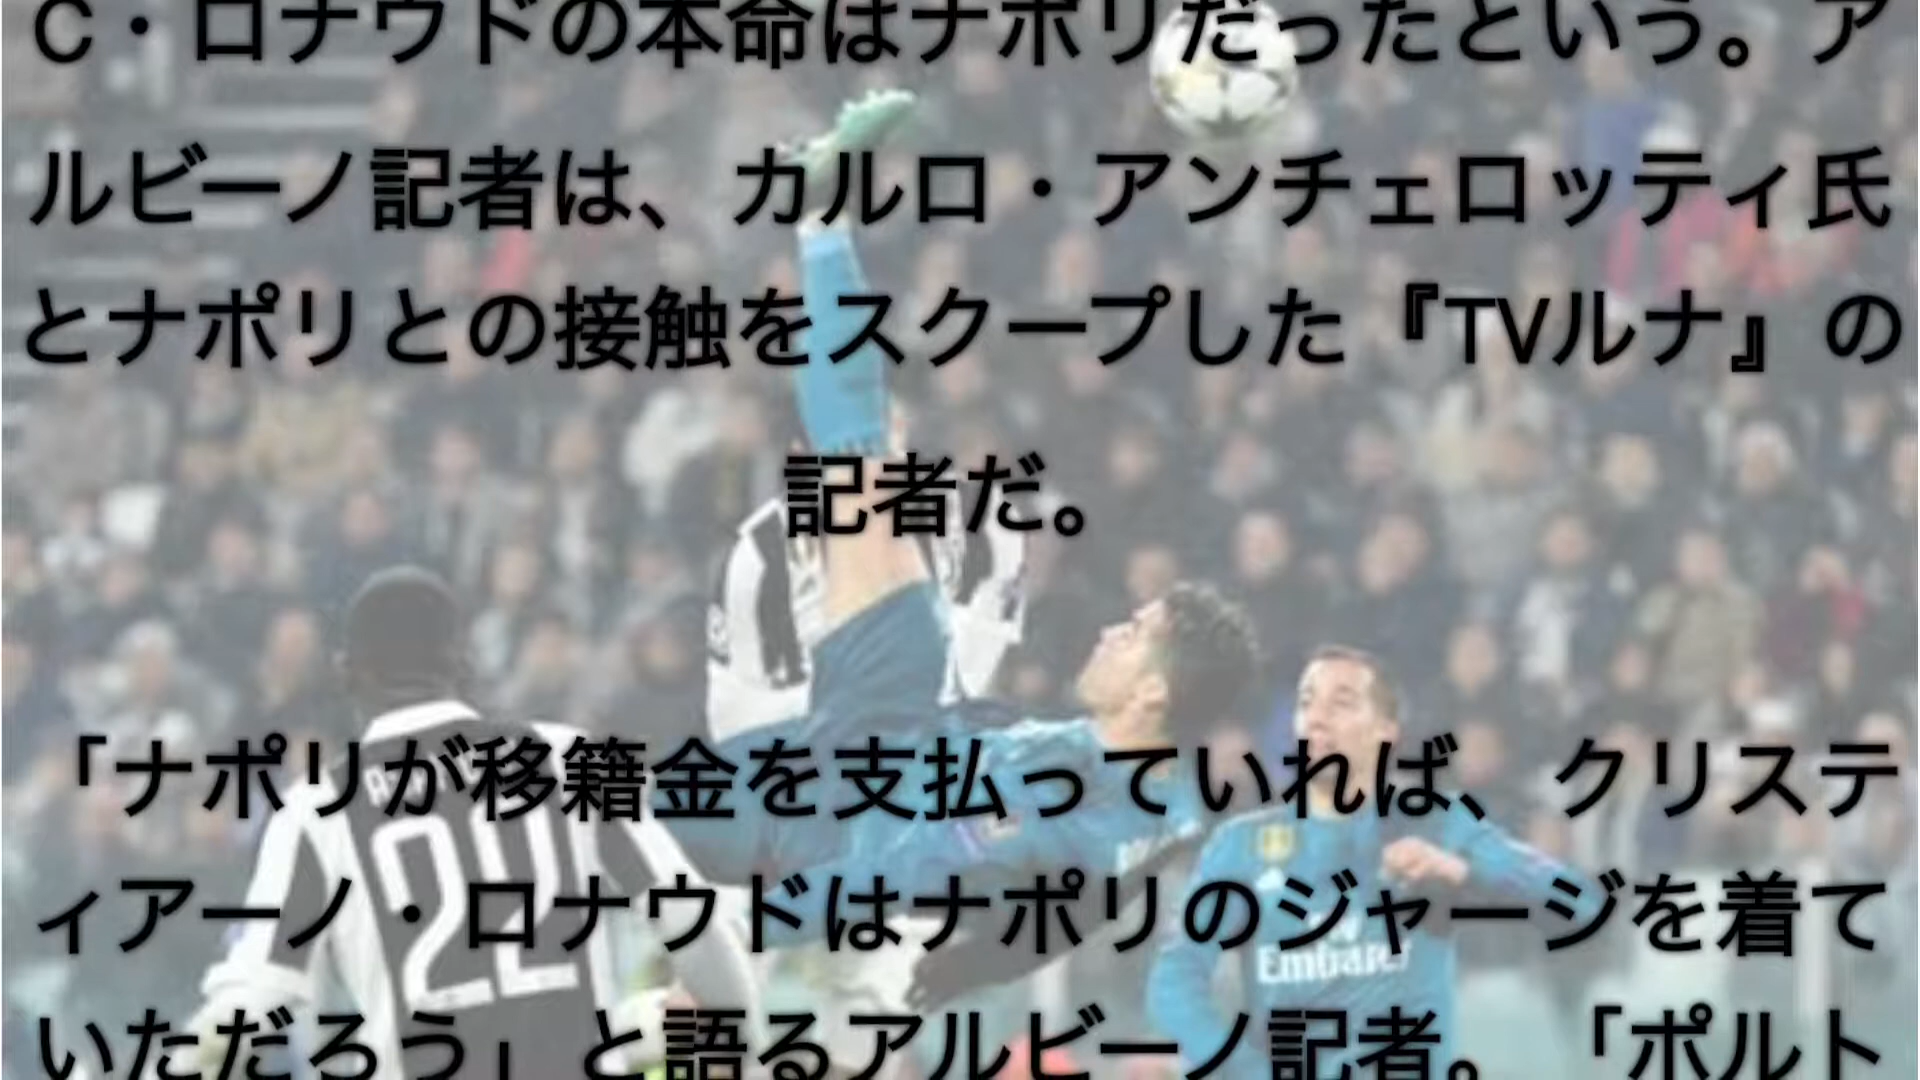 C・ロナウドの本命はナポリだったという。ア
ルビーノ記者は、カルロ・アンチェロッティ氏
とナポリとの接触をスクープした『TVルナ』の
記者だ。
「ナポリが移籍金を支払っていれば、クリステ
ィアーノ・ロナウドはナポリのジャージを着て
いただろう」と語るアルビーノ記者。「ポルト
22
Fly
Emirates